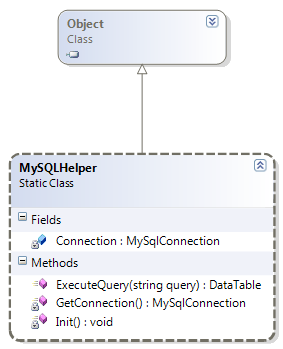 Object
Class
MySQLHelper
Static Class
Fields
Connection : MySqlConnection
Methods
ExecuteQuery(string query) : DataTable
GetConnection() : MySqlConnection
Init() : void